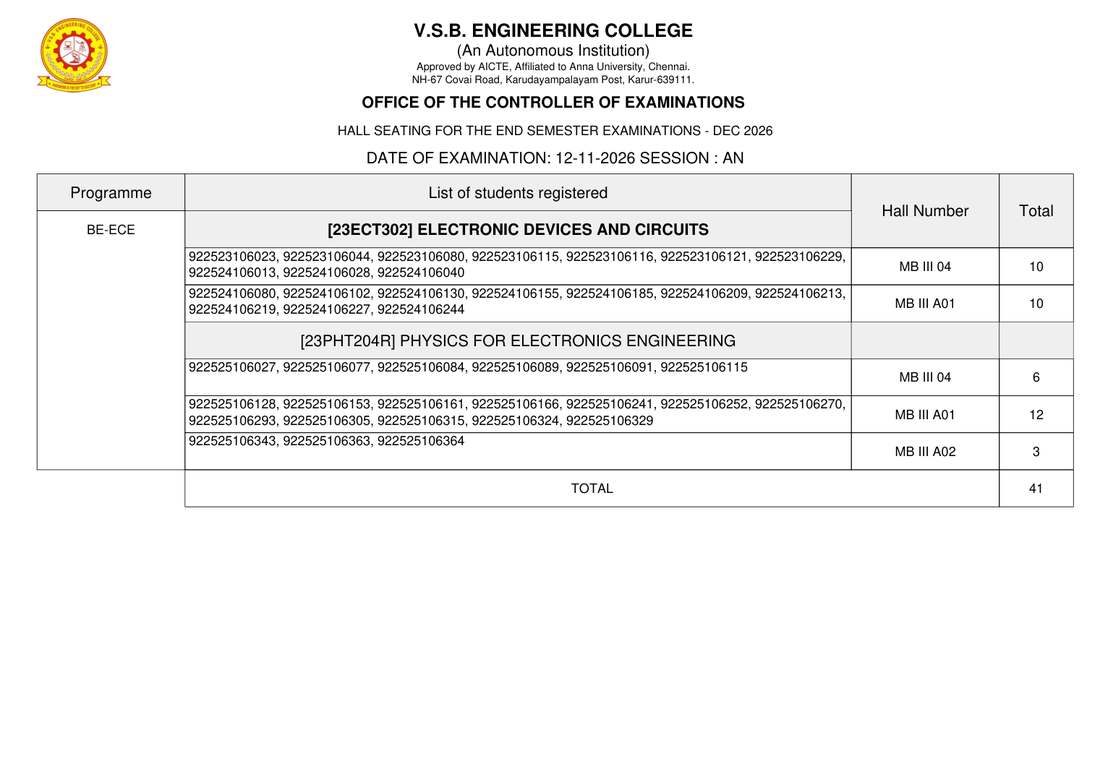 V.S.B. ENGINEERING COLLEGE
(An Autonomous Institution)
Approved by AICTE, Affiliated to Anna University, Chennai.
NH-67 Covai Road, Karudayampalayam Post, Karur-639111.
OFFICE OF THE CONTROLLER OF EXAMINATIONS
HALL SEATING FOR THE END SEMESTER EXAMINATIONS - DEC 2026
DATE OF EXAMINATION: 12-11-2026 SESSION : AN
Programme
List of students registered
Hall Number
Total
BE-ECE
[23ECT302] ELECTRONIC DEVICES AND CIRCUITS
922523106023, 922523106044, 922523106080, 922523106115, 922523106116, 922523106121, 922523106229,
922524106013, 922524106028, 922524106040
MB III 04
10
922524106080, 922524106102, 922524106130, 922524106155, 922524106185, 922524106209, 922524106213,
922524106219, 922524106227, 922524106244
MB III A01
10
[23PHT204R] PHYSICS FOR ELECTRONICS ENGINEERING
922525106027, 922525106077, 922525106084, 922525106089, 922525106091, 922525106115
MB III 04
6
922525106128, 922525106153, 922525106161, 922525106166, 922525106241, 922525106252, 922525106270,
922525106293, 922525106305, 922525106315, 922525106324, 922525106329
MB III A01
12
922525106343, 922525106363, 922525106364
MB III A02
3
TOTAL
41